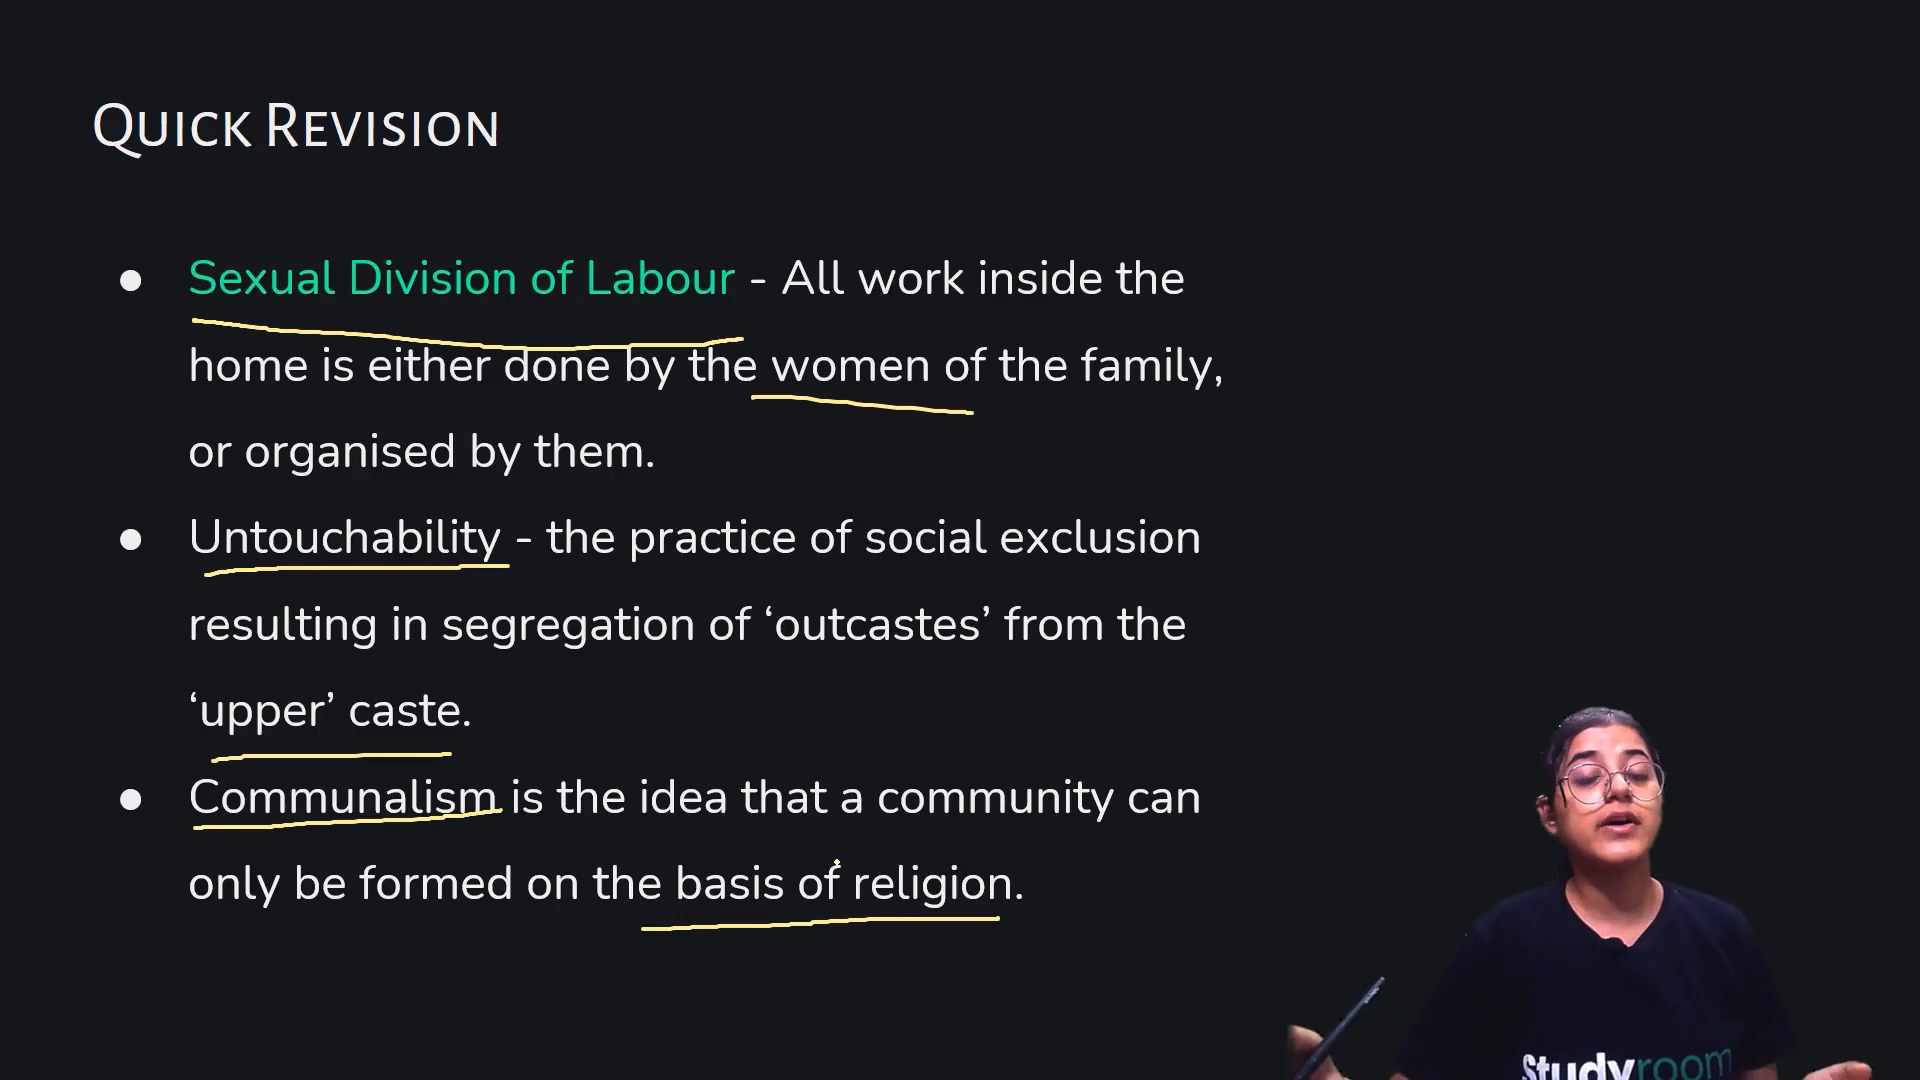 Quick Revision
● Sexual Division of Labour - All work inside the
home is either done by the women of the family,
or organised by them.
● Untouchability - the practice of social exclusion
resulting in segregation of ‘outcastes’ from the
‘upper’ caste.
● Communalism is the idea that a community can
only be formed on the basis of religion.
Studyroom